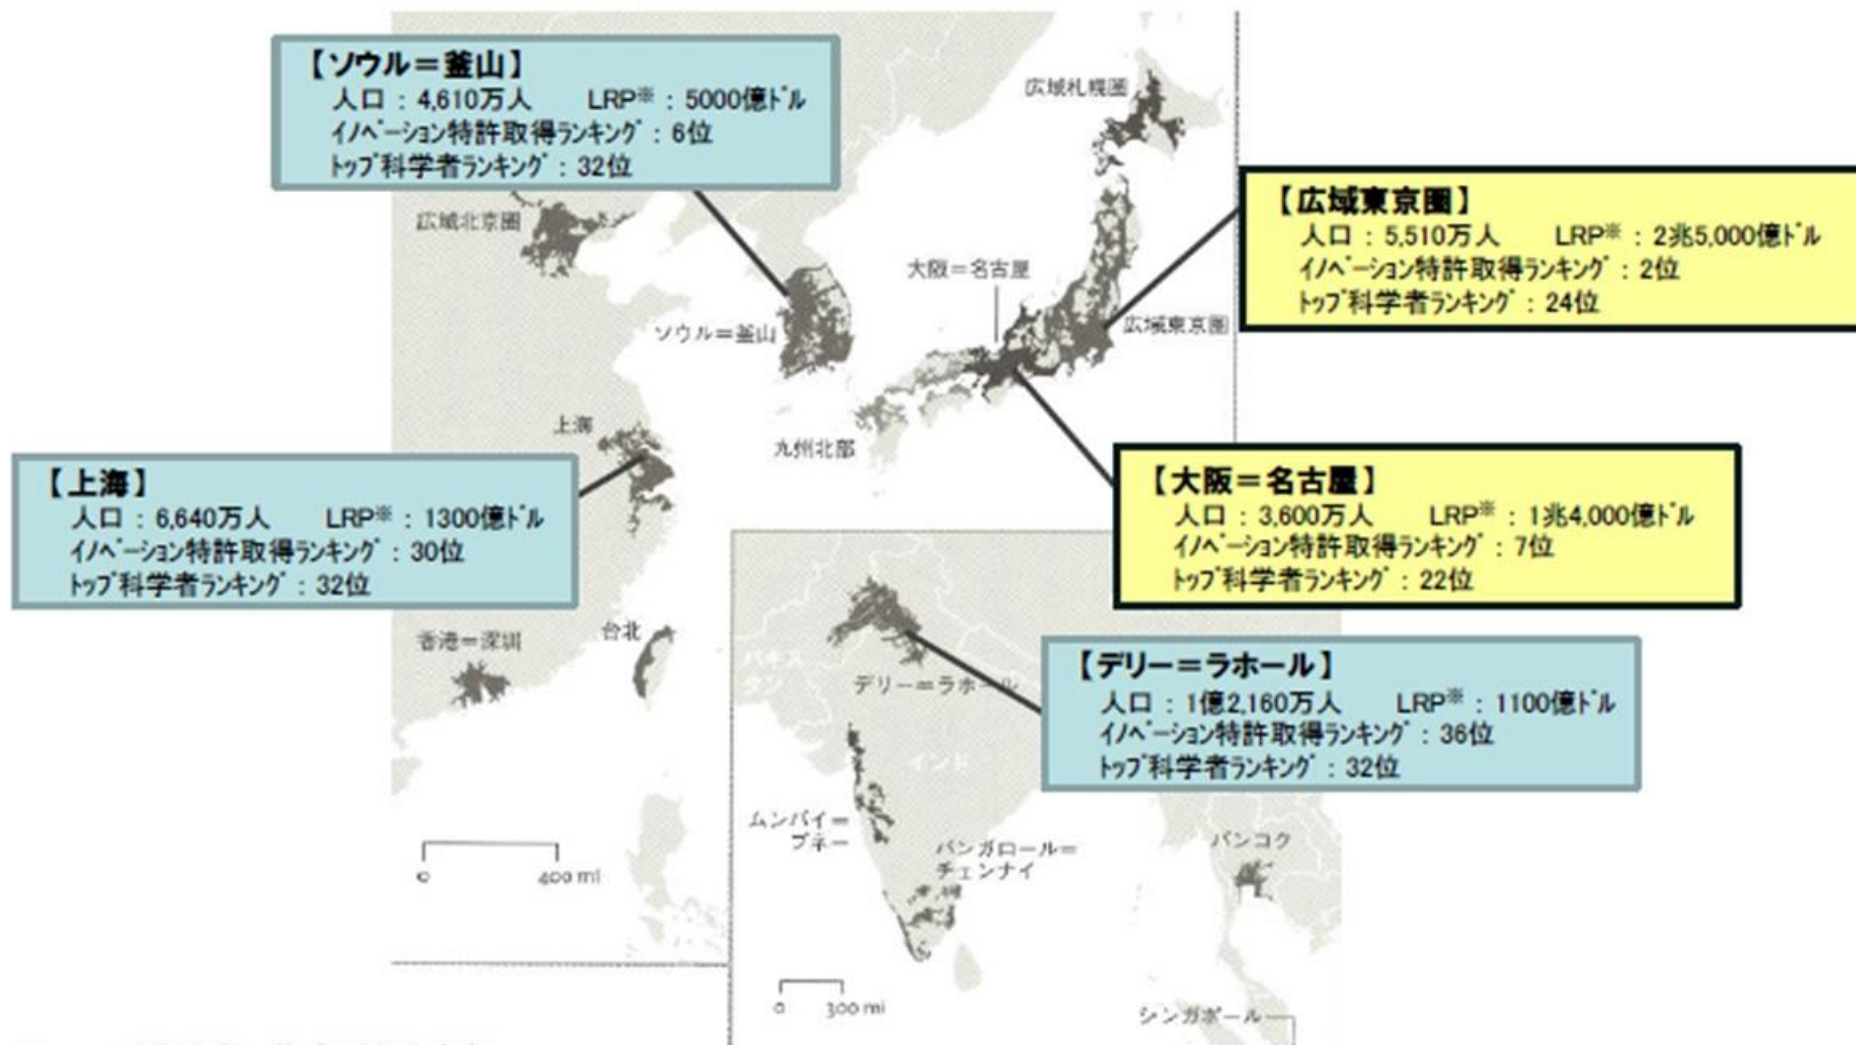 【ソウル＝釜山】
人口：4,610万人　LRP※：5000億ドル
イノベーション特許取得ランキング：6位
トップ科学者ランキング：32位
広域札幌圏
【広域東京圏】
人口：5,510万人　LRP※：2兆5,000億ドル
イノベーション特許取得ランキング：2位
トップ科学者ランキング：24位
広域北京圏
大阪＝名古屋
ソウル＝釜山
広域東京圏
上海
九州北部
【上海】
人口：6,640万人　LRP※：1300億ドル
イノベーション特許取得ランキング：30位
トップ科学者ランキング：32位
【大阪＝名古屋】
人口：3,600万人　LRP※：1兆4,000億ドル
イノベーション特許取得ランキング：7位
トップ科学者ランキング：22位
香港＝深圳
台北
パキス
タン
デリー＝ラホール
【デリー＝ラホール】
人口：1億2,160万人　LRP※：1100億ドル
イノベーション特許取得ランキング：36位
トップ科学者ランキング：32位
インド
ムンバイ＝
プネー
バンガロール＝
チェンナイ
バンコク
0 400 mi
0 300 mi
シンガポール